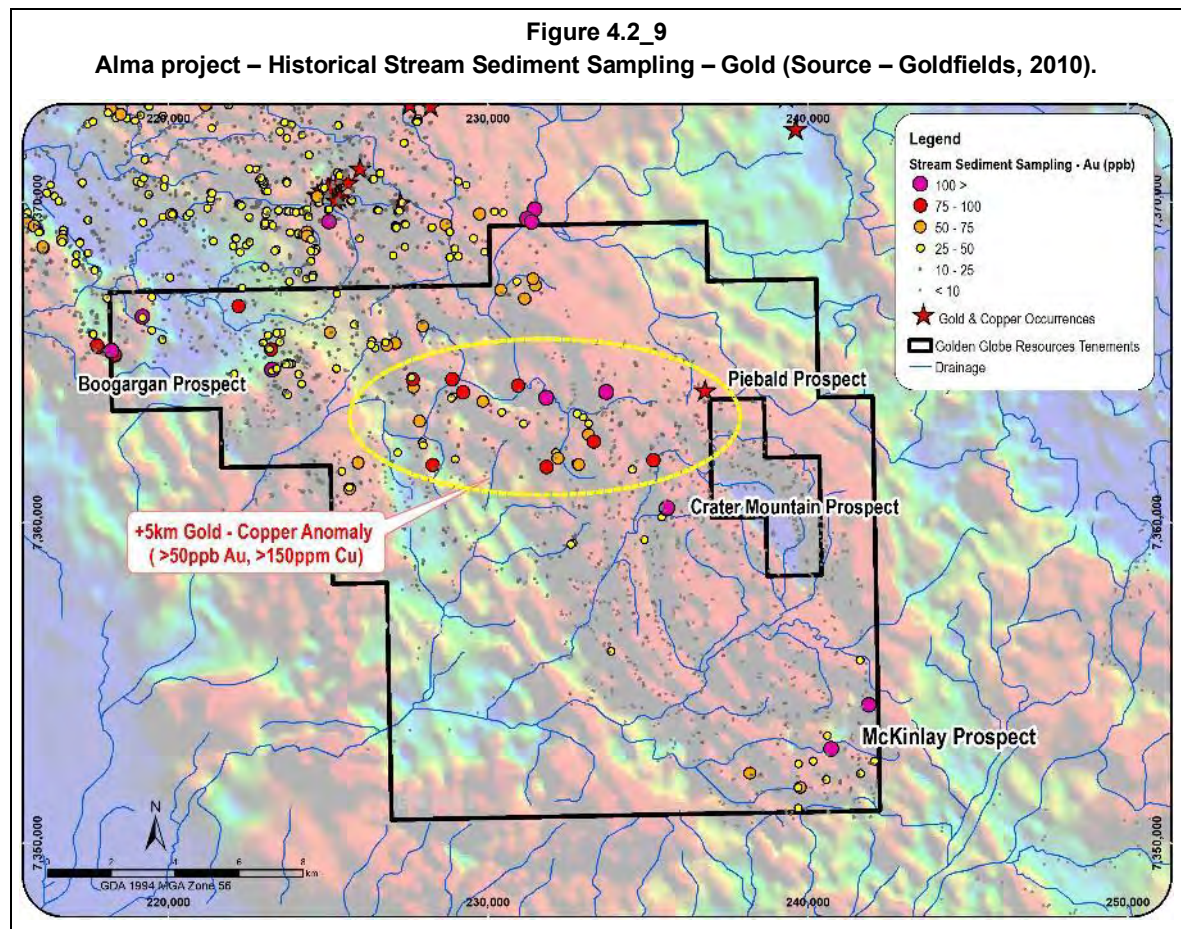 Figure 4.2_9
Alma project – Historical Stream Sediment Sampling – Gold (Source – Goldfields, 2010).
220,000
230,000
240,000
Legend
Stream Sediment Sampling - Au (ppb)
100 >
75 - 100
50 - 75
25 - 50
10 - 25
< 10
Gold & Copper Occurrences
Golden Globe Resources Tenements
Drainage
7,370,000
7,370,000
Boogargan Prospect
Piebald Prospect
Crater Mountain Prospect
+5km Gold - Copper Anomaly
( >50ppb Au, >150ppm Cu)
7,360,000
7,360,000
McKinlay Prospect
7,350,000
7,350,000
N
0 2 4 6 8
km
GDA 1994 MGA Zone 56
220,000
230,000
240,000
250,000